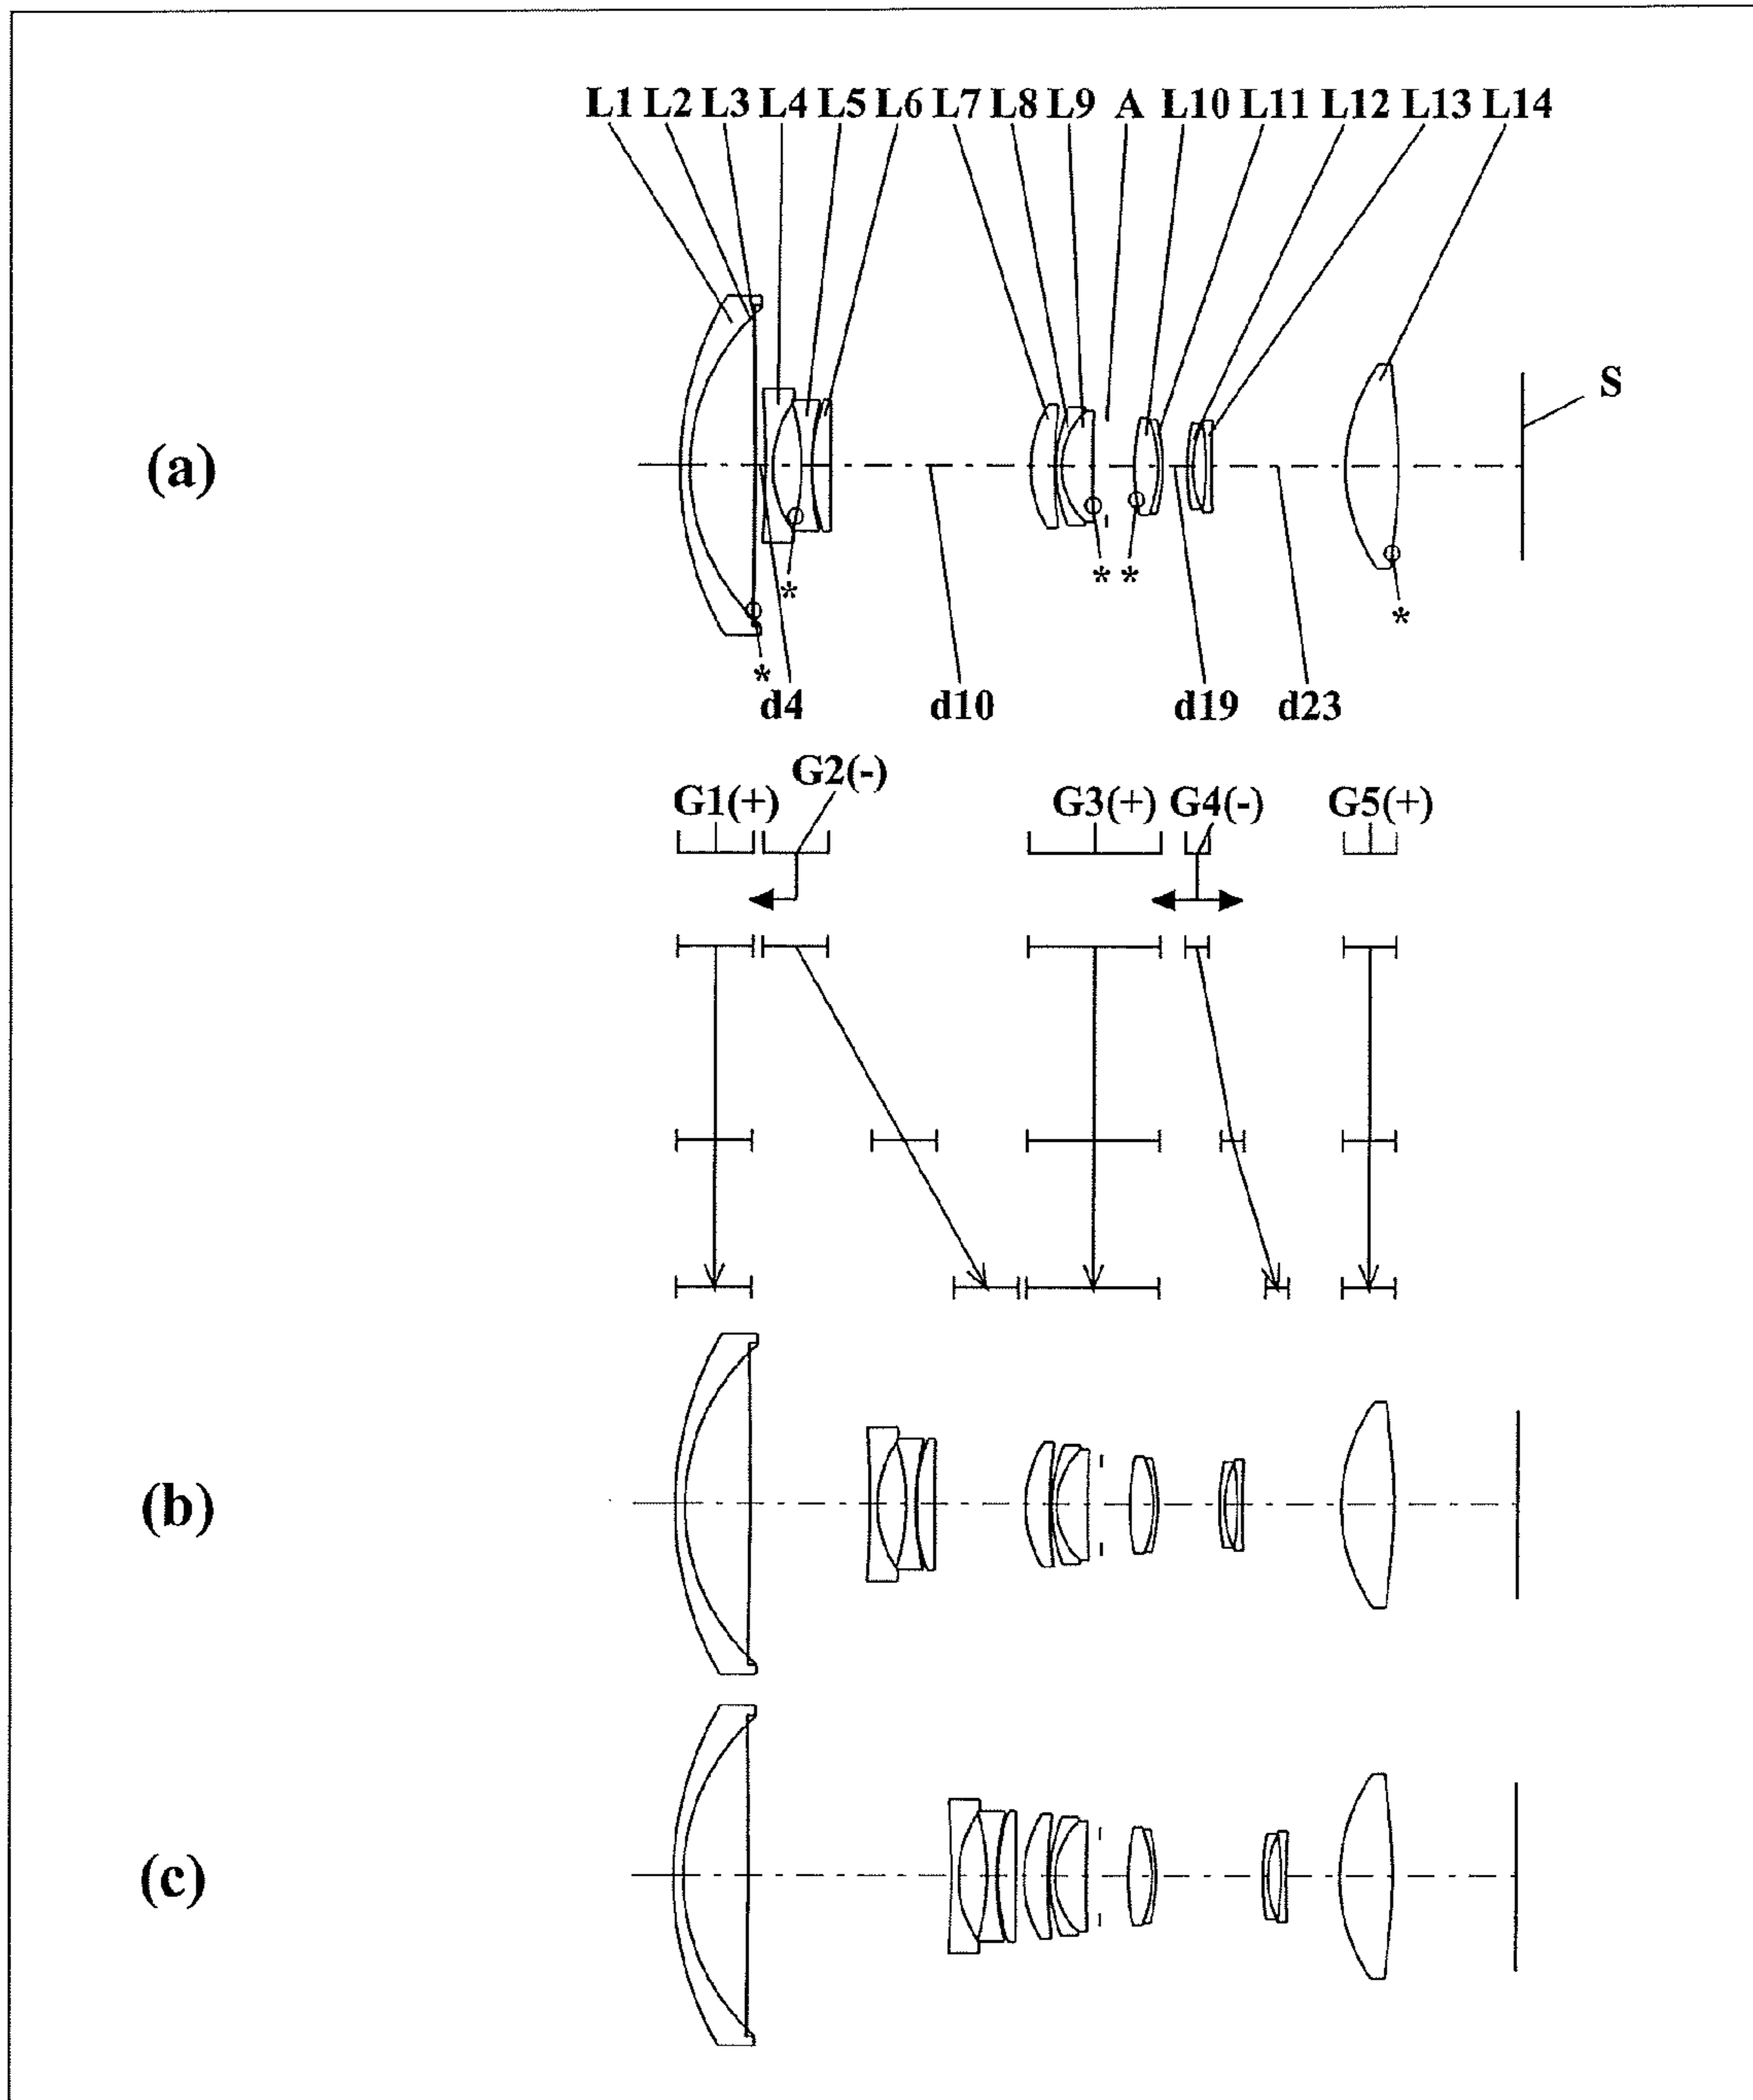 L1 L2 L3 L4 L5 L6 L7 L8 L9 A L10 L11 L12 L13 L14
S
(a)
* * * * *
d4 d10 d19 d23
G1(+) G2(-) G3(+) G4(-) G5(+)
(b)
(c)